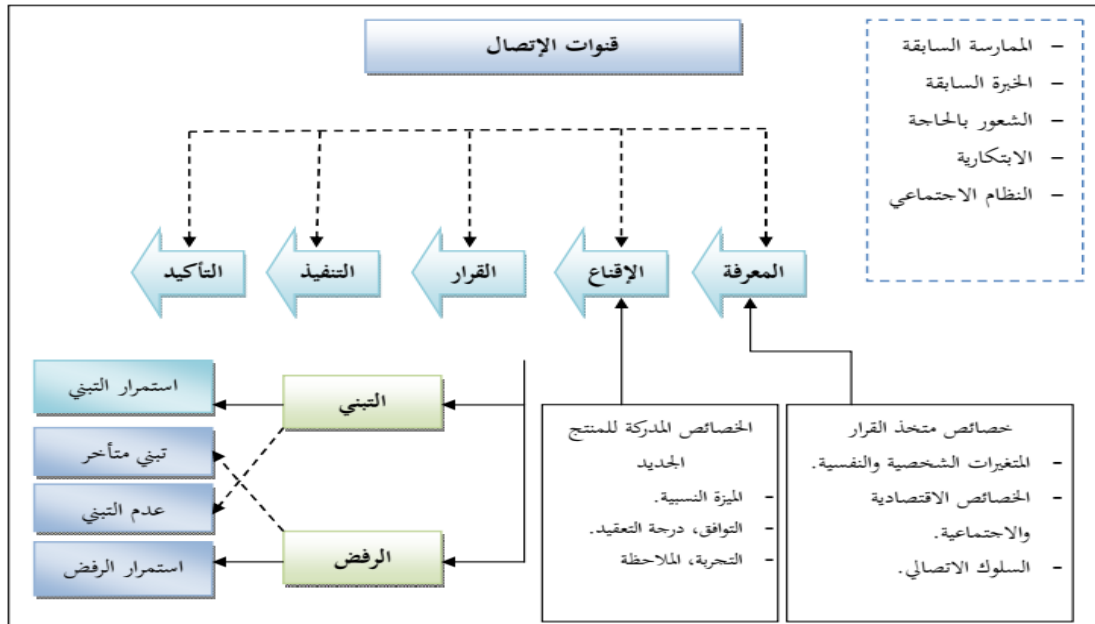 قنوات الإتصال
– الممارسة السابقة
– الخبرة السابقة
– الشعور بالحاجة
– الابتكارية
– النظام الاجتماعي
المعرفة
الإقناع
القرار
التنفيذ
التأكيد
خصائص متخذ القرار
– المتغيرات الشخصية والنفسية.
– الخصائص الاقتصادية
والاجتماعية.
– السلوك الاتصالي.
الخصائص المدركة للمنتج
الجديد
– الميزة النسبية.
– التوافق، درجة التعقيد.
– التجربة، الملاحظة
التبني
الرفض
استمرار التبني
تبني متأخر
عدم التبني
استمرار الرفض